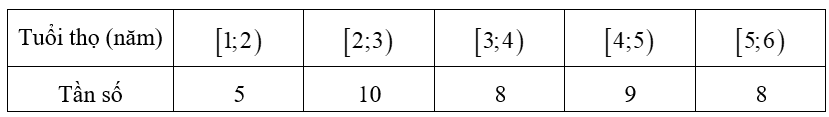 Tuổi thọ (năm) [1;2) [2;3) [3;4) [4;5) [5;6)
Tần số 5 10 8 9 8